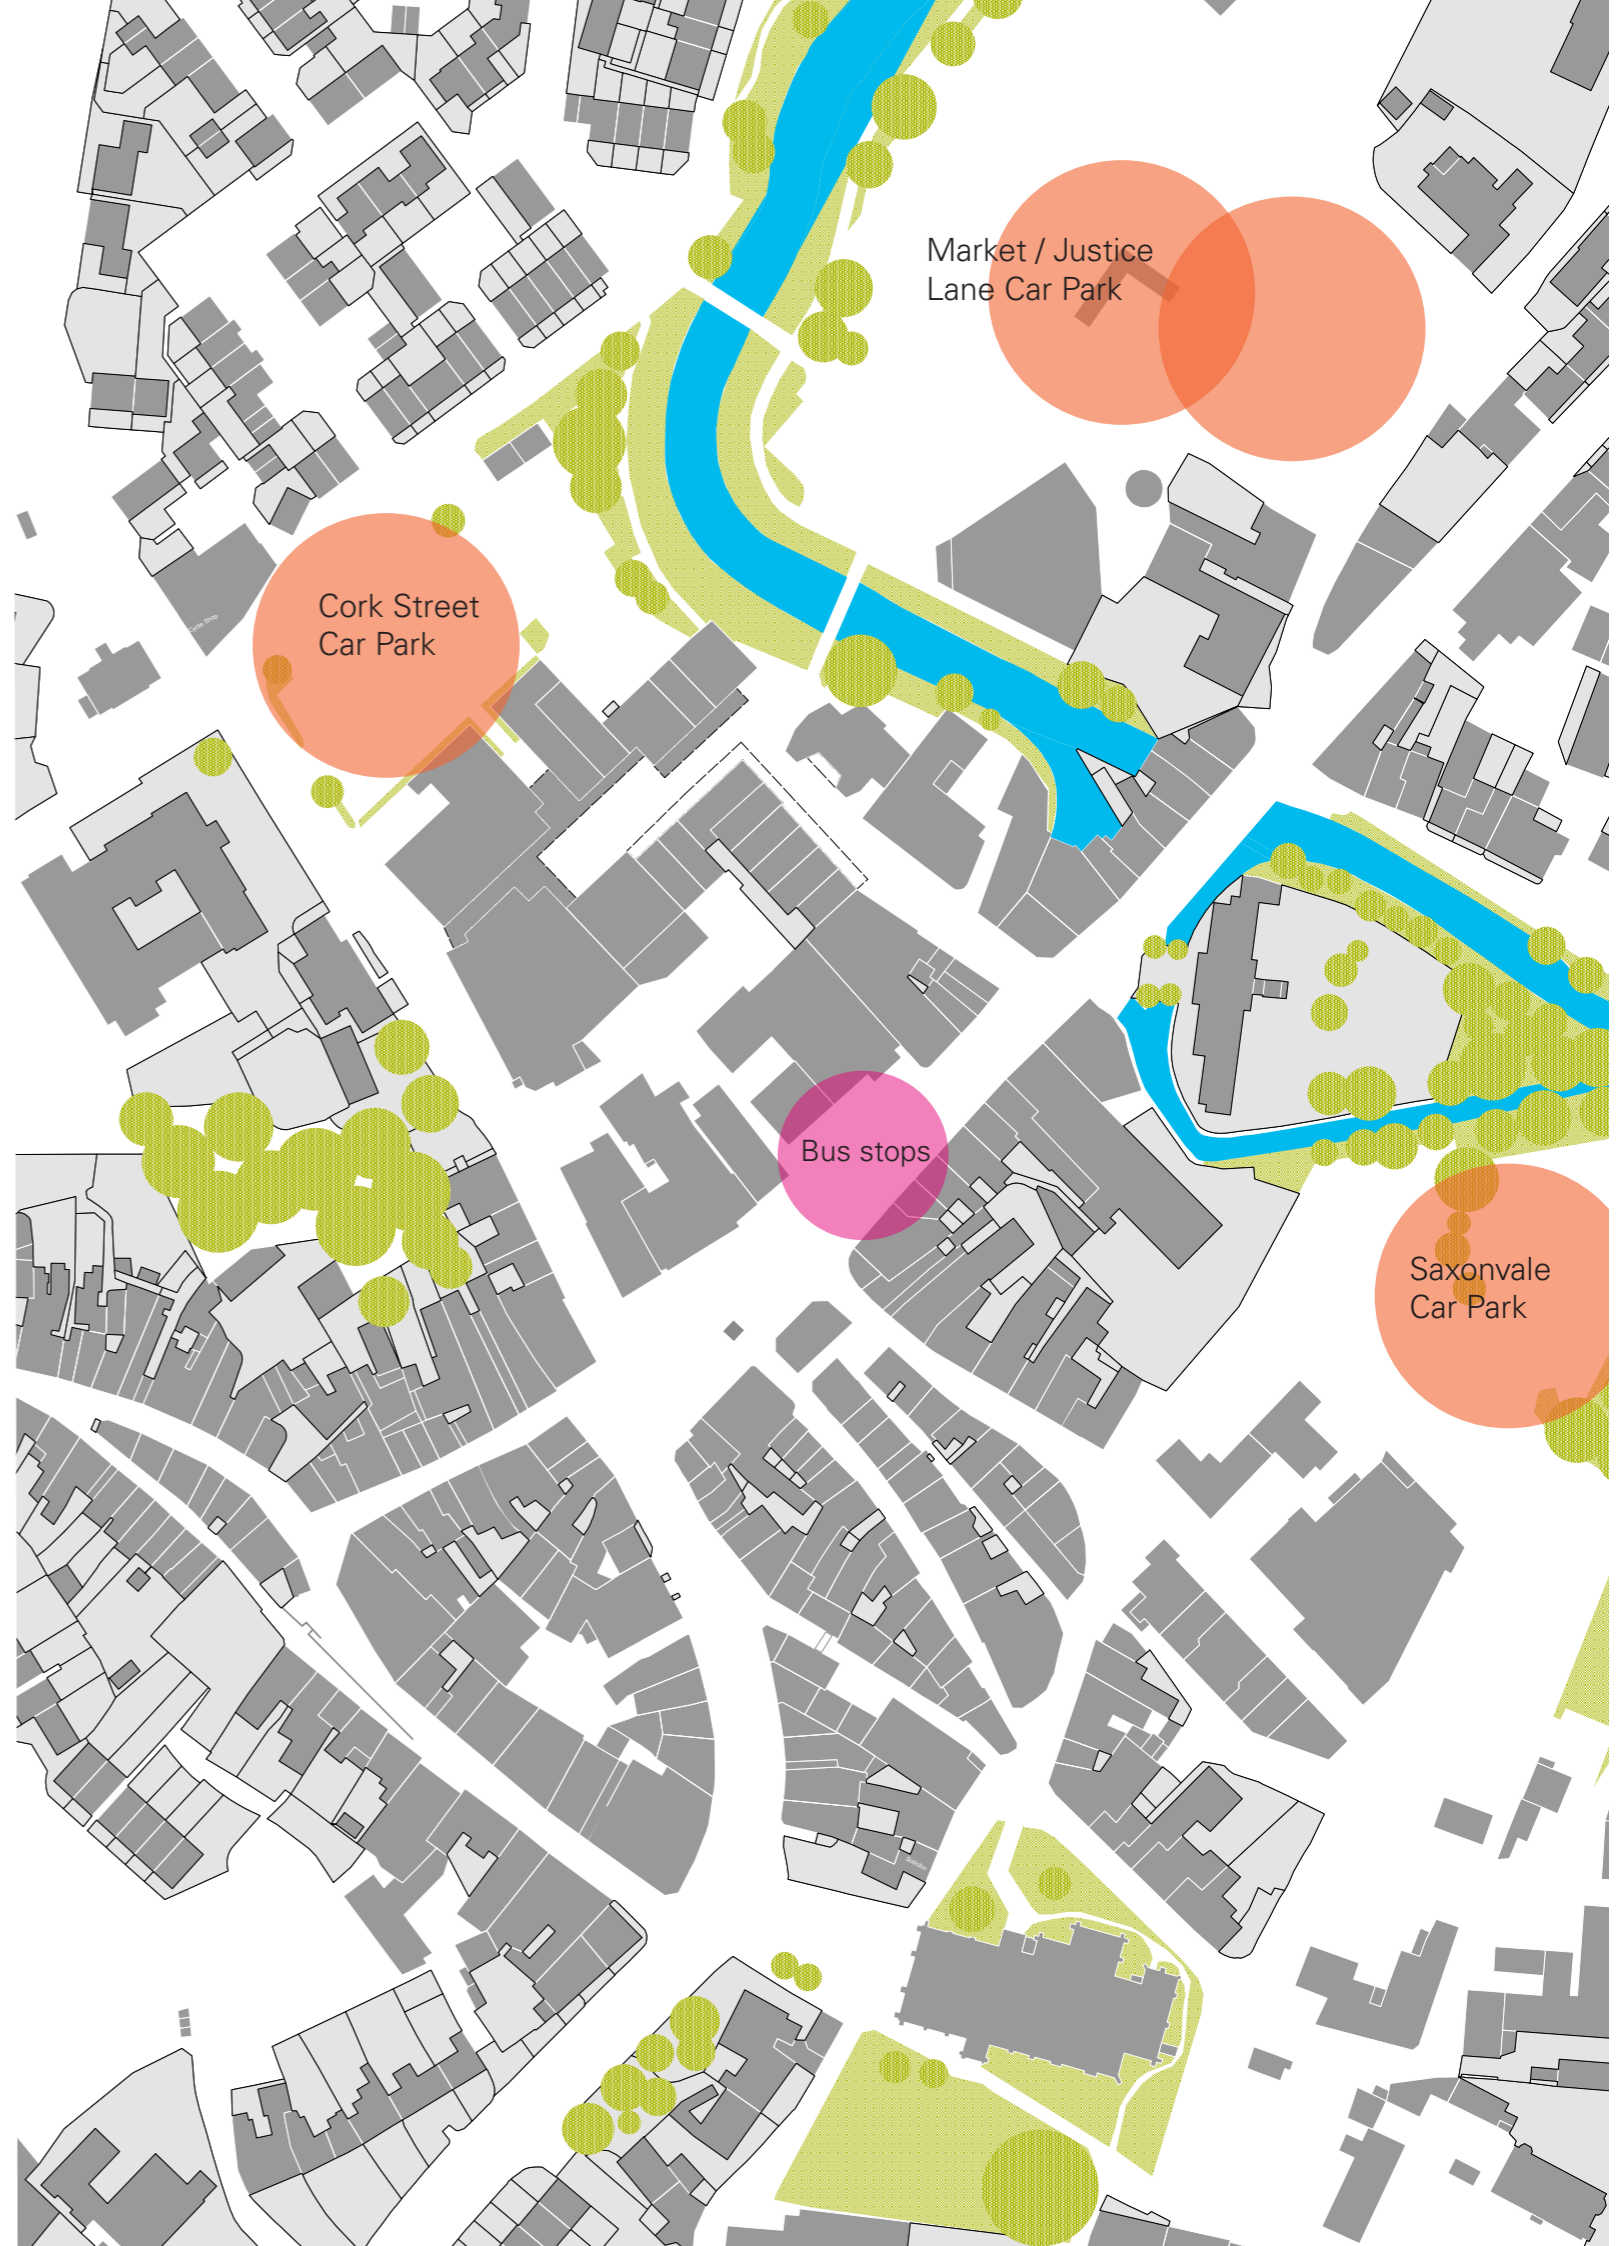 Market / Justice
Lane Car Park
Cork Street
Car Park
Bus stops
Saxonvale
Car Park